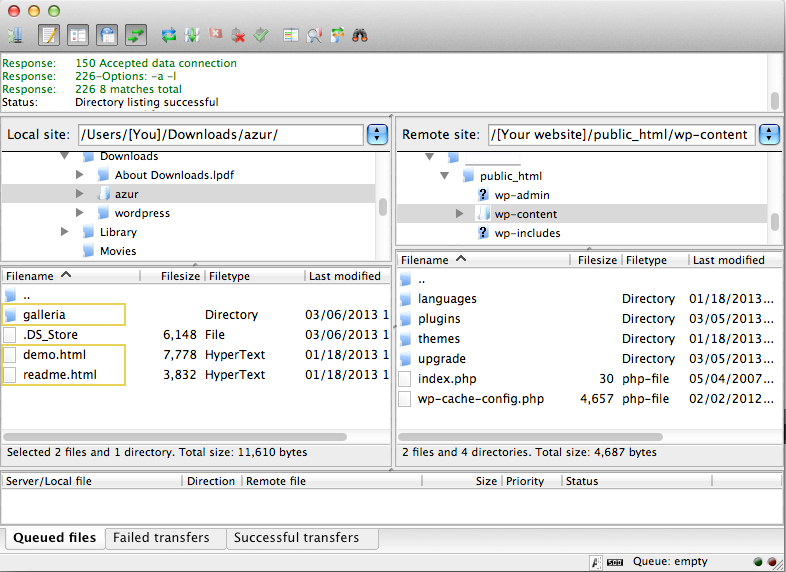 Response: 150 Accepted data connection
Response: 226-Options: -a -l
Response: 226 8 matches total
Status: Directory listing successful
Local site: /Users/[You]/Downloads/azur/
Remote site: /[Your website]/public_html/wp-content
Downloads
About Downloads.lpdf
azur
wordpress
Library
Movies
public_html
wp-admin
wp-content
wp-includes
Filename Filesize Filetype Last modified
..
galleria Directory 03/06/2013 1
.DS_Store 6,148 File 03/06/2013 1
demo.html 7,778 HyperText 01/18/2013 1
readme.html 3,832 HyperText 01/18/2013 1
Selected 2 files and 1 directory. Total size: 11,610 bytes
Filename Filesize Filetype Last modified
..
languages Directory 01/18/2013...
plugins Directory 03/05/2013...
themes Directory 01/18/2013...
upgrade Directory 03/05/2013...
index.php 30 php-file 05/04/2007...
wp-cache-config.php 4,657 php-file 02/02/2012...
2 files and 4 directories. Total size: 4,687 bytes
Server/Local file Direction Remote file Size Priority Status
Queued files Failed transfers Successful transfers
Queue: empty